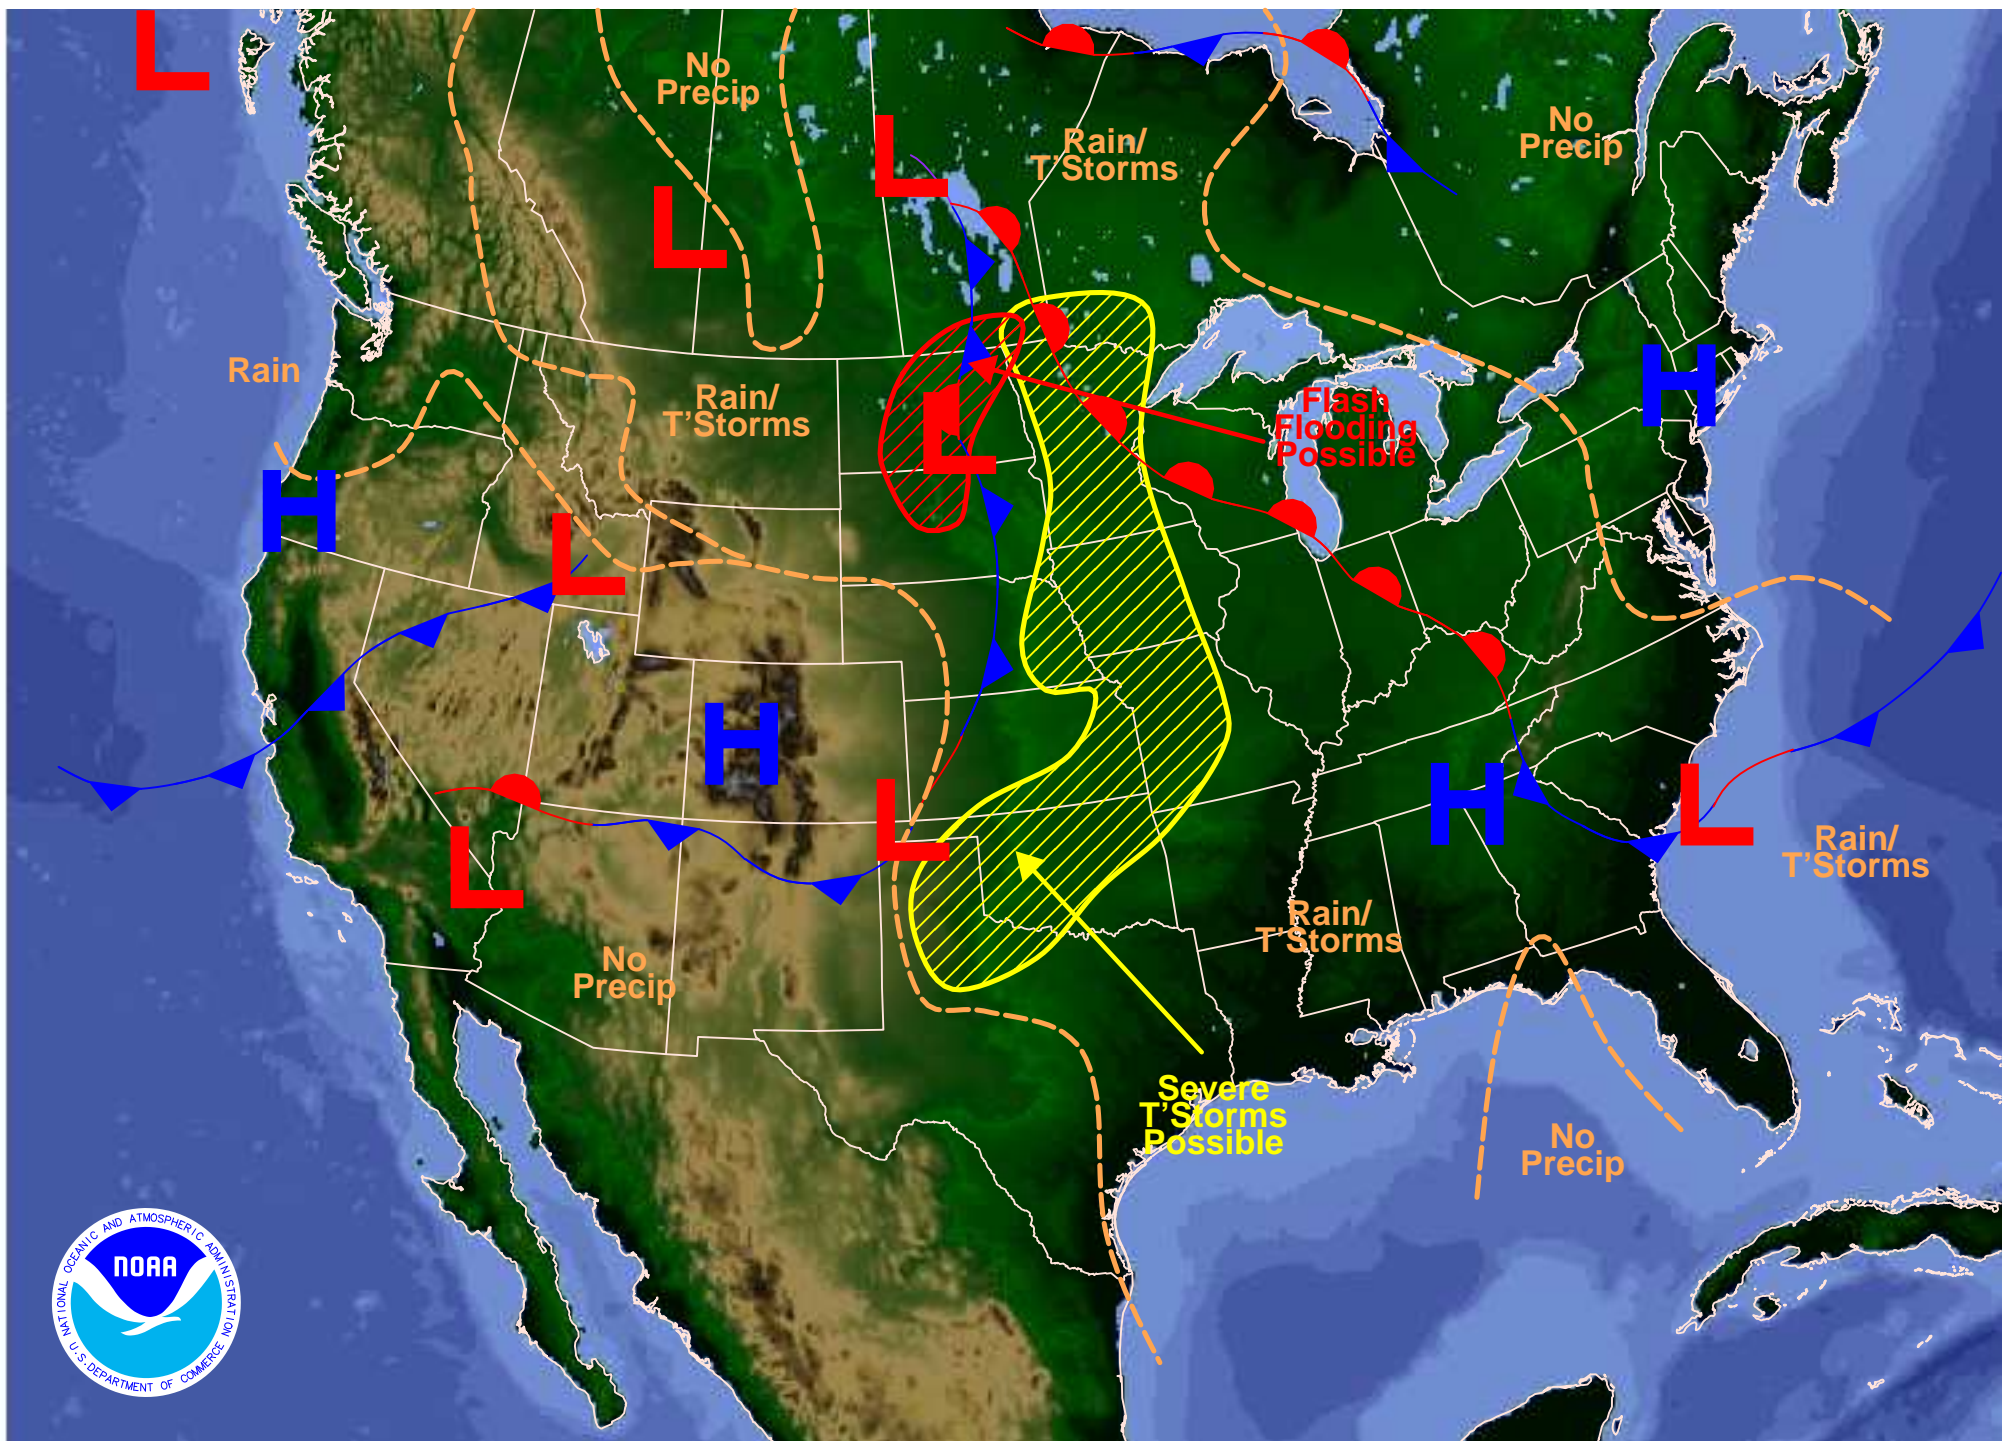 L
No
Precip
L
Rain/
T'Storms
No
Precip
L
Rain
Rain/
T'Storms
L
Flash
Flooding
Possible
H
H
L
H
L
H
L
Rain/
T'Storms
L
Rain/
T'Storms
No
Precip
Severe
T'Storms
Possible
No
Precip
NATIONAL OCEANIC AND ATMOSPHERIC ADMINISTRATION
NOAA
U.S. DEPARTMENT OF COMMERCE